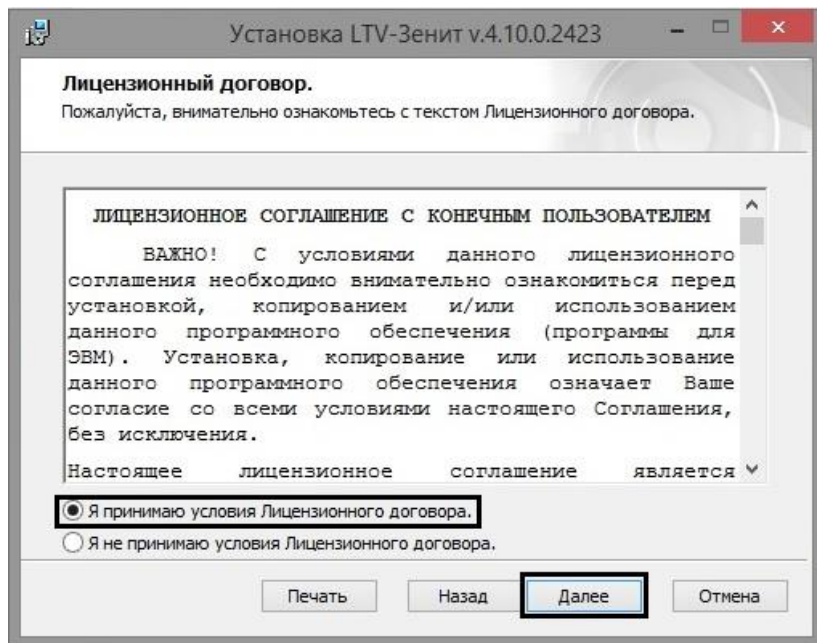 Установка LTV-Зенит v.4.10.0.2423
Лицензионный договор.
Пожалуйста, внимательно ознакомьтесь с текстом Лицензионного договора.
ЛИЦЕНЗИОННОЕ СОГЛАШЕНИЕ С КОНЕЧНЫМ ПОЛЬЗОВАТЕЛЕМ
ВАЖНО! С условиями данного лицензионного
соглашения необходимо внимательно ознакомиться перед
установкой, копированием и/или использованием
данного программного обеспечения (программы для
ЭВМ). Установка, копирование или использование
данного программного обеспечения означает Ваше
согласие со всеми условиями настоящего Соглашения,
без исключения.
Настоящее лицензионное соглашение является
Я принимаю условия Лицензионного договора.
Я не принимаю условия Лицензионного договора.
Печать Назад Далее Отмена